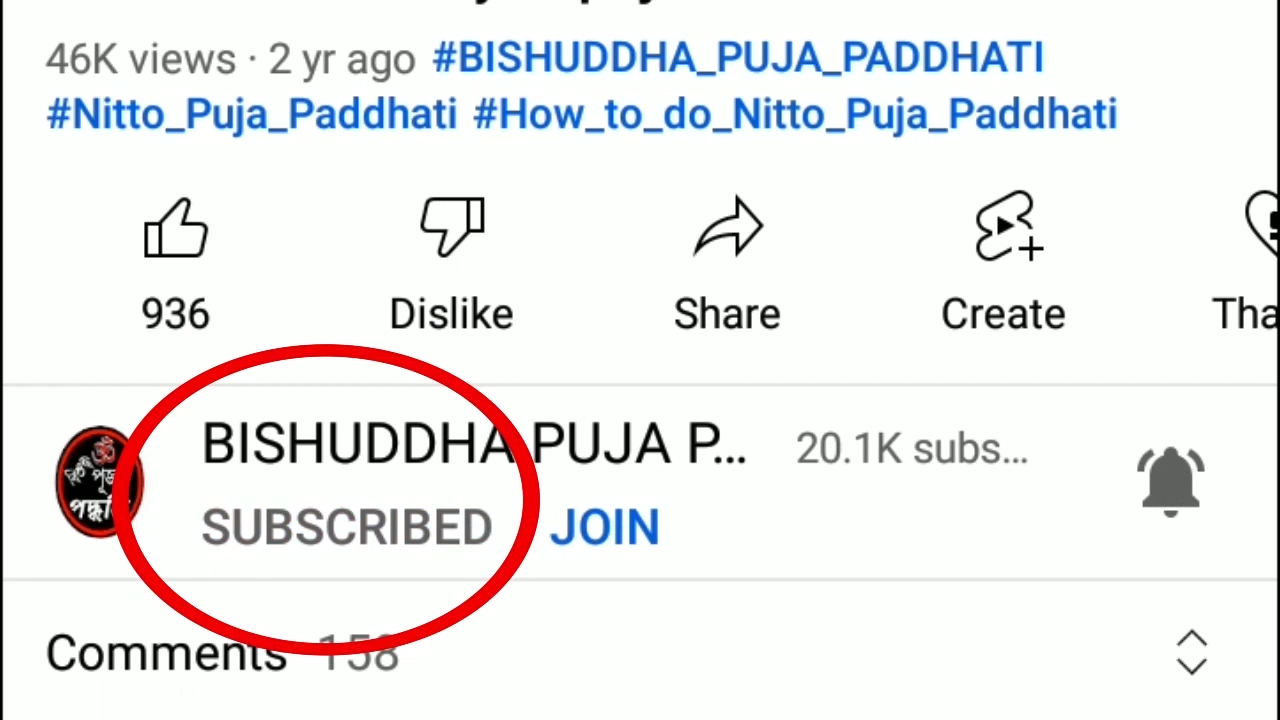 46K views · 2 yr ago #BISHUDDHA_PUJA_PADDHATI
#Nitto_Puja_Paddhati #How_to_do_Nitto_Puja_Paddhati
936 Dislike Share Create Tha
BISHUDDHA PUJA P... 20.1K subs...
SUBSCRIBED JOIN
Comments 158